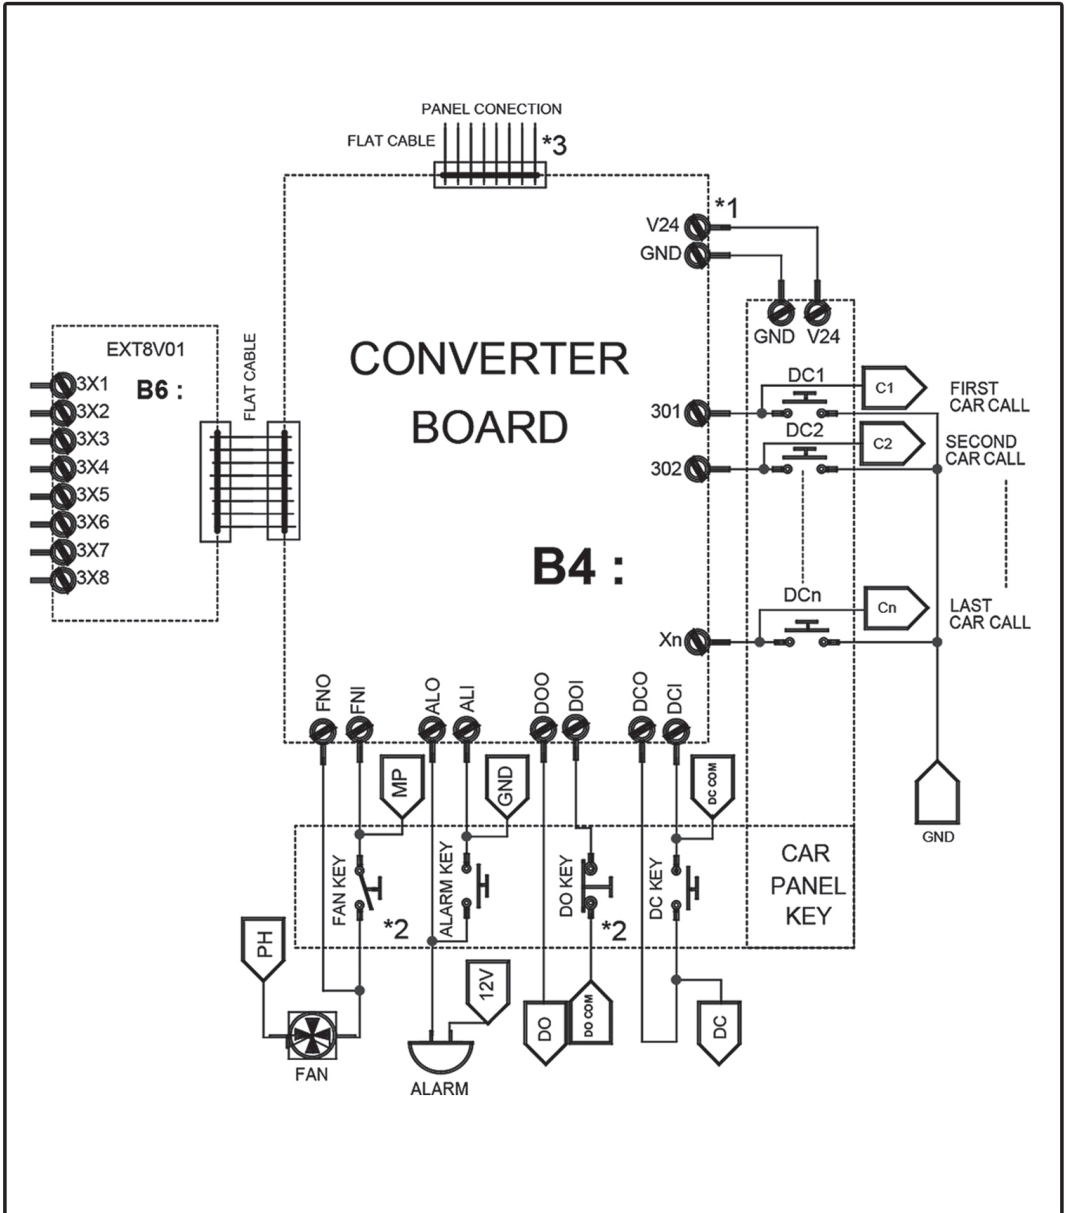 PANEL CONECTION
FLAT CABLE
*3
*1
V24
GND
GND V24
EXT8V01
B6 :
FLAT CABLE
3X1
3X2
3X3
3X4
3X5
3X6
3X7
3X8
CONVERTER
BOARD
B4 :
301
DC1
C1
FIRST
CAR CALL
302
DC2
C2
SECOND
CAR CALL
Xn
DCn
Cn
LAST
CAR CALL
FNO
FNI
ALO
ALI
DOO
DOI
DCO
DCI
MP
GND
DC COM
GND
FAN KEY
*2
ALARM KEY
DO KEY
*2
DC KEY
CAR
PANEL
KEY
PH
12V
DO
DO COM
DC
FAN
ALARM